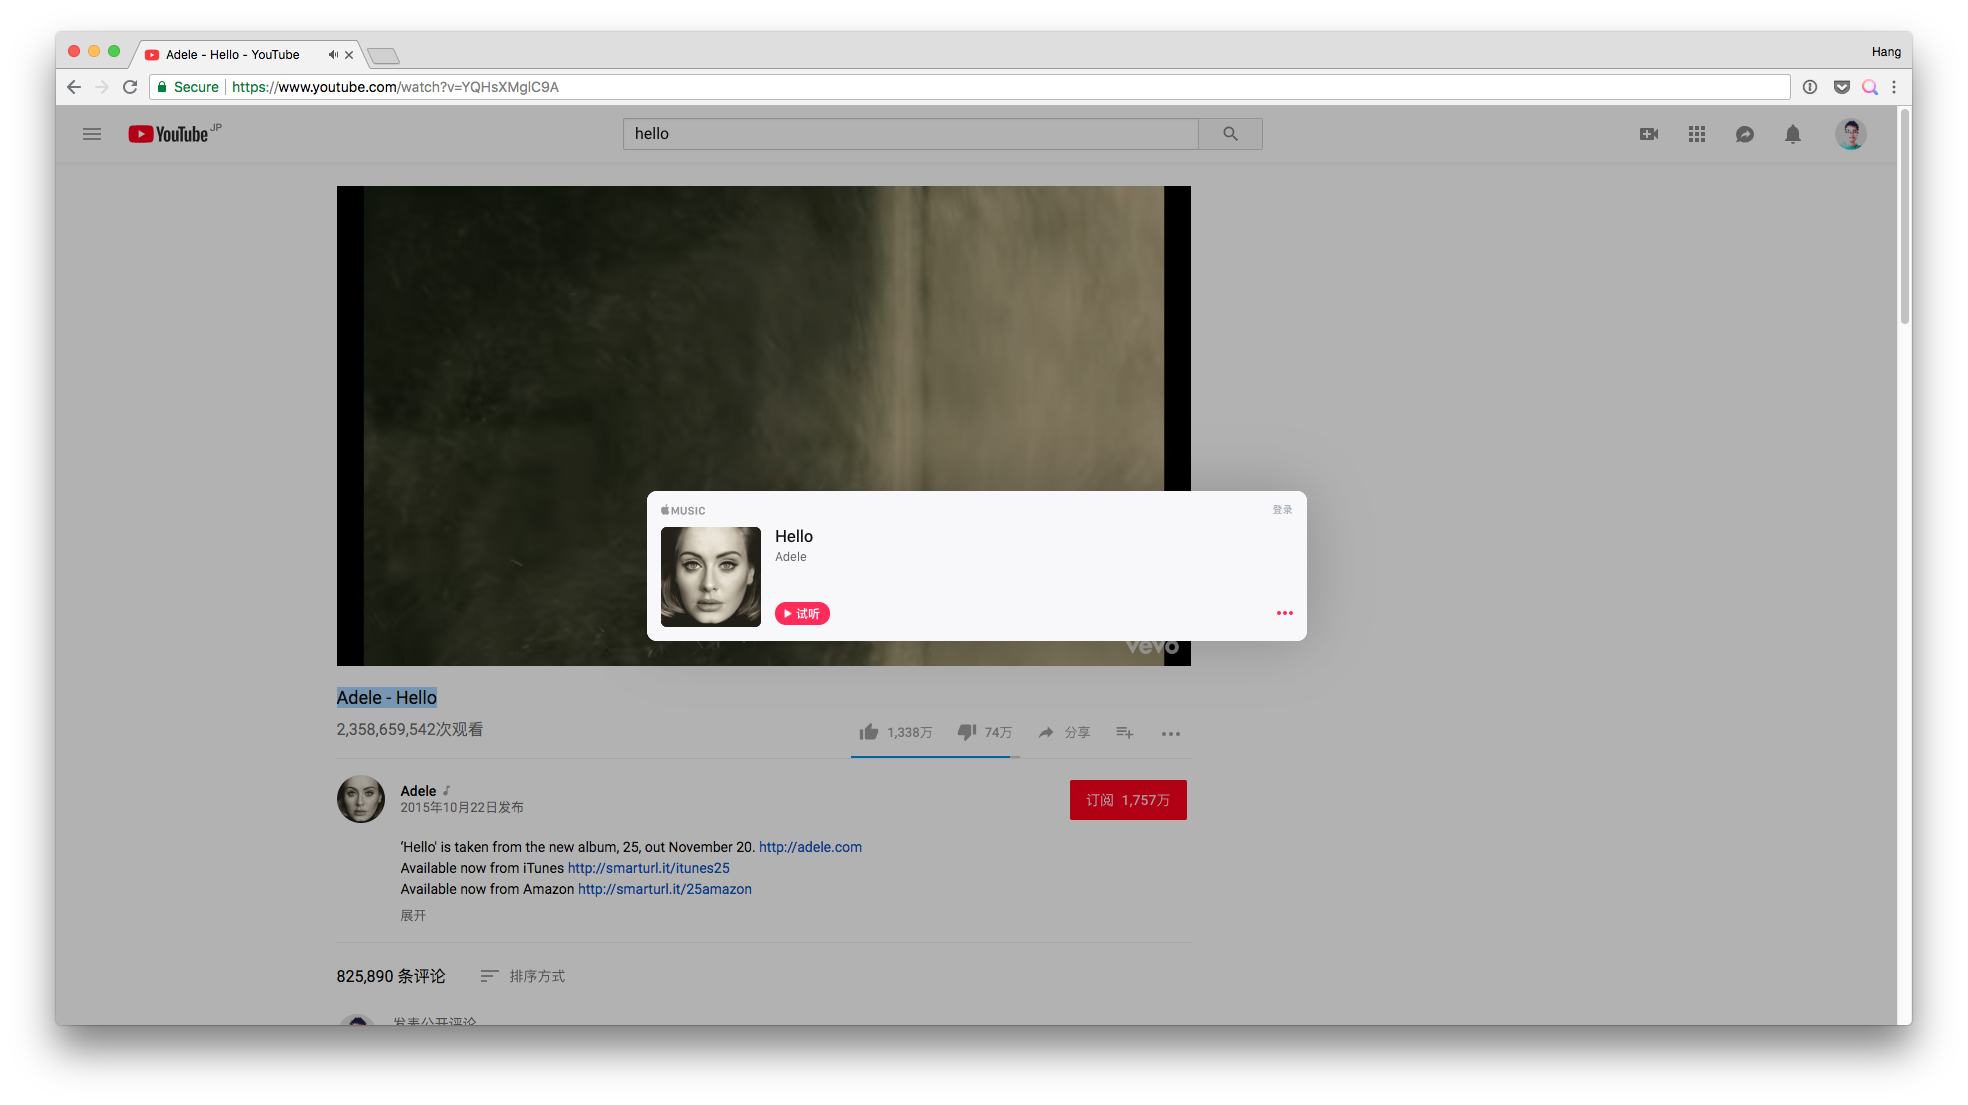 Adele - Hello - YouTube
Hang
Secure
https://www.youtube.com/watch?v=YQHsXMglC9A
YouTube JP
hello
MUSIC
登录
Hello
Adele
试听
vevo
Adele - Hello
2,358,659,542次观看
1,338万
74万
分享
Adele
2015年10月22日发布
订阅 1,757万
‘Hello' is taken from the new album, 25, out November 20. http://adele.com
Available now from iTunes http://smarturl.it/itunes25
Available now from Amazon http://smarturl.it/25amazon
展开
825,890 条评论
排序方式
发表公开评论